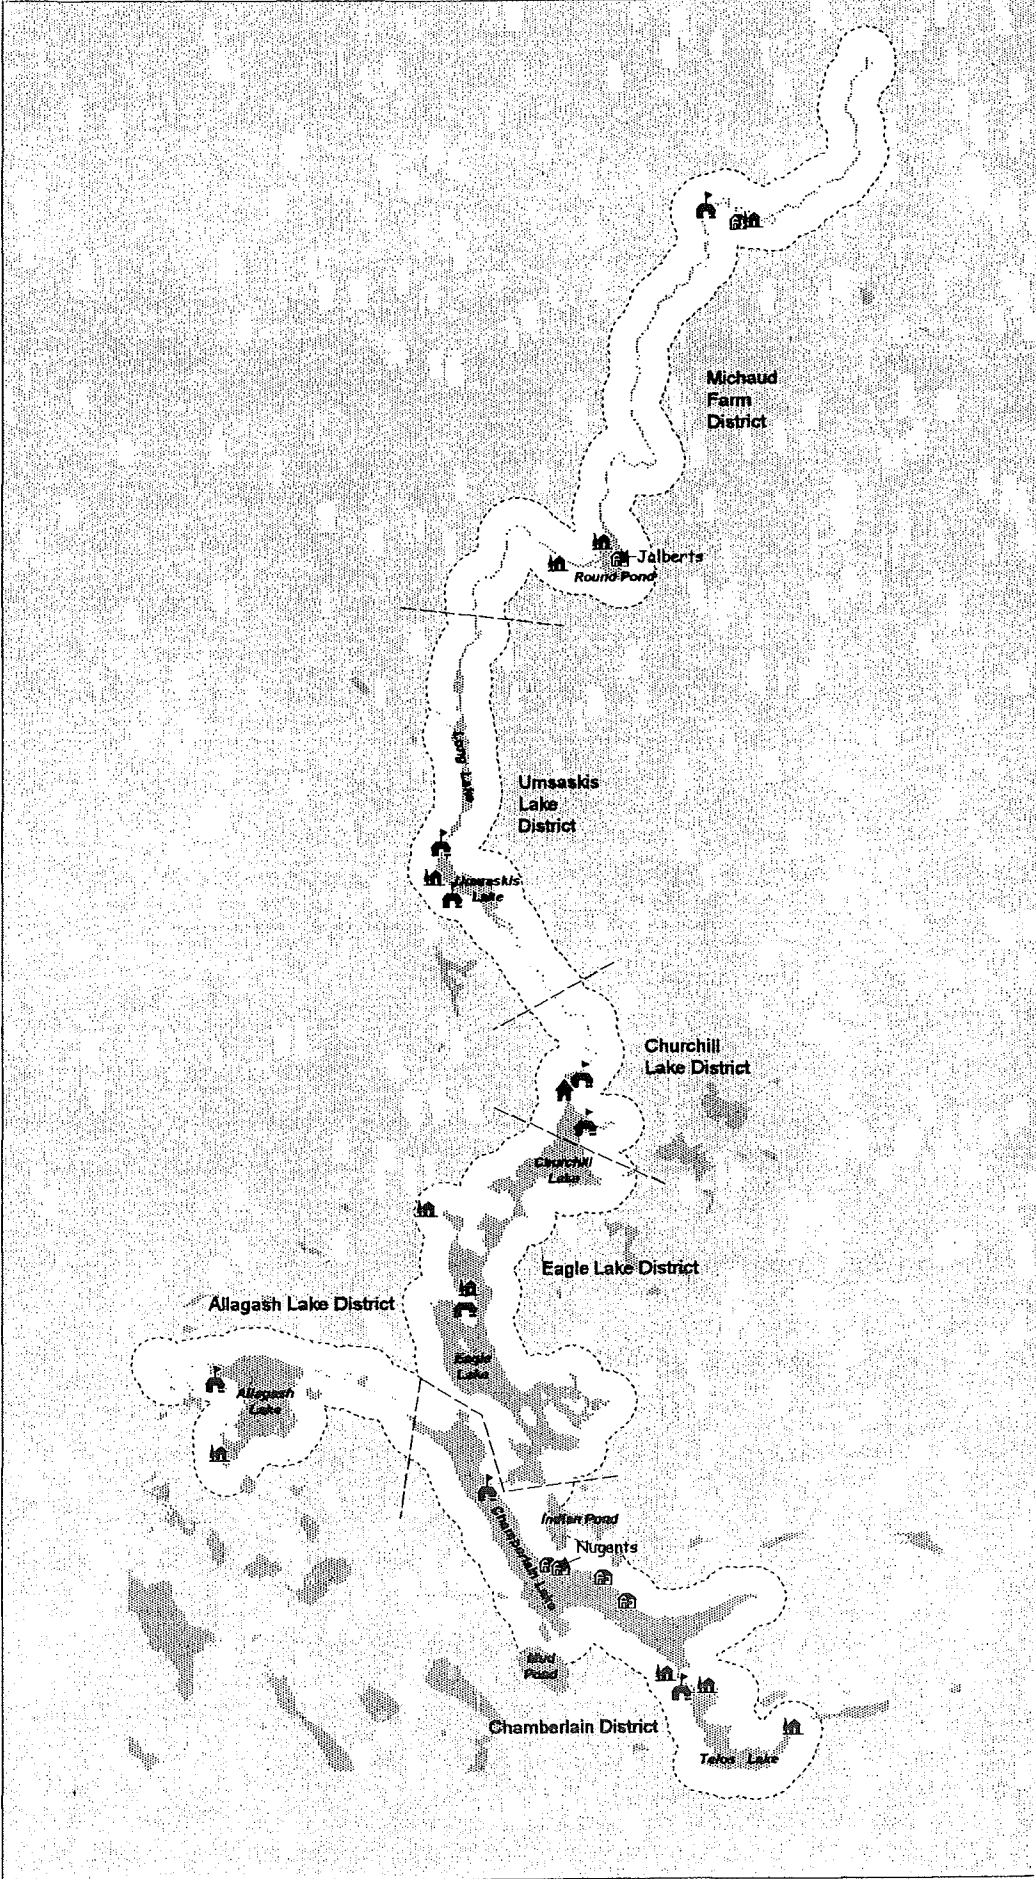 Michaud
Farm
District
Jalberts
Round Pond
Long Lake
Umsaskis
Lake
District
Umsaskis
Lake
Churchill
Lake District
Churchill
Lake
Eagle Lake District
Allagash Lake District
Eagle
Lake
Allagash
Lake
Chamberlain Lake
Indian Pond
Nugents
Mud
Pond
Chamberlain District
Telos Lake